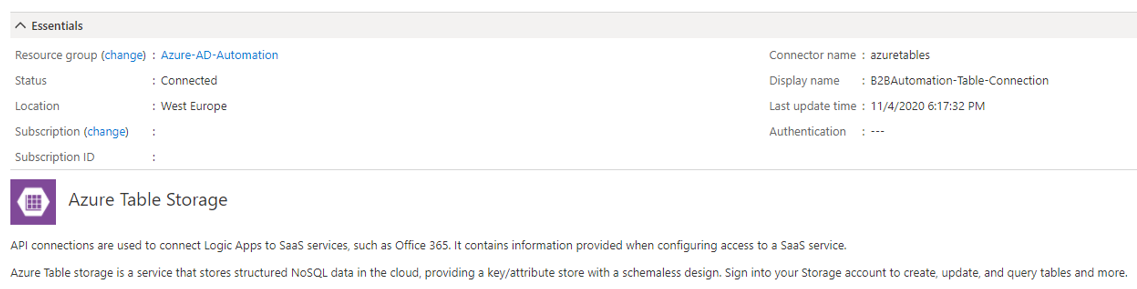 Essentials
Resource group (change) : Azure-AD-Automation
Connector name : azuretables
Status : Connected
Display name : B2BAutomation-Table-Connection
Location : West Europe
Last update time : 11/4/2020 6:17:32 PM
Subscription (change) :
Authentication : ---
Subscription ID :
Azure Table Storage
API connections are used to connect Logic Apps to SaaS services, such as Office 365. It contains information provided when configuring access to a SaaS service.
Azure Table storage is a service that stores structured NoSQL data in the cloud, providing a key/attribute store with a schemaless design. Sign into your Storage account to create, update, and query tables and more.